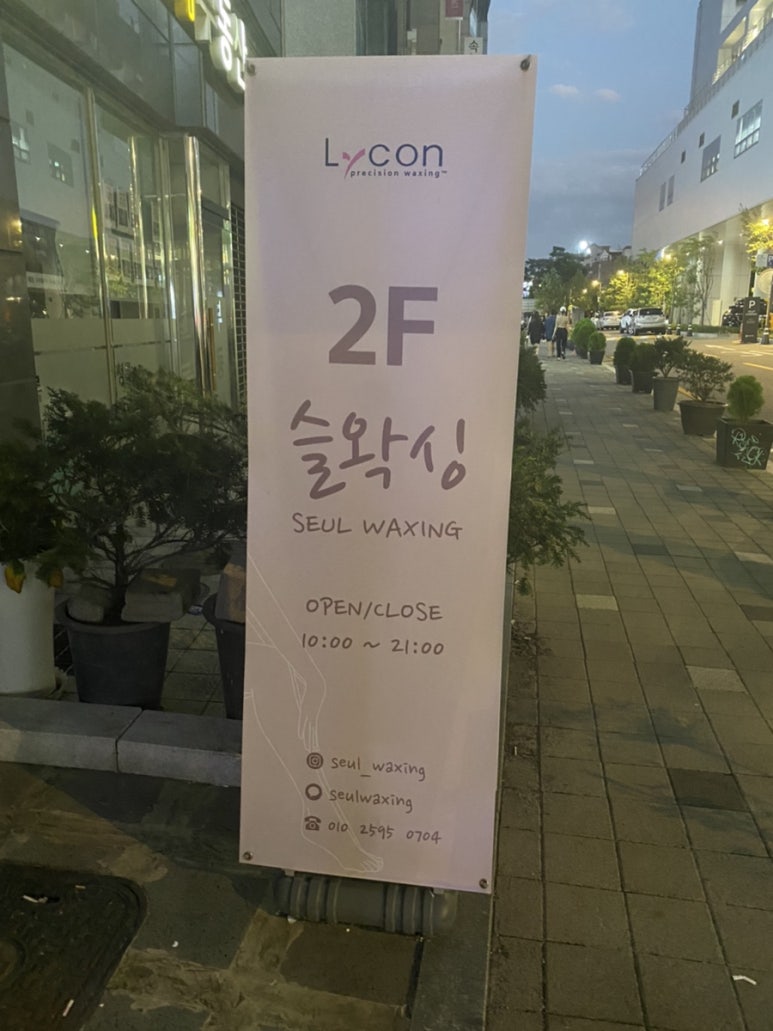 Lycon
precision waxing™
2F
슬왁싱
SEUL WAXING
OPEN/CLOSE
10:00 ~ 21:00
seul_waxing
seulwaxing
010 2595 0704
P